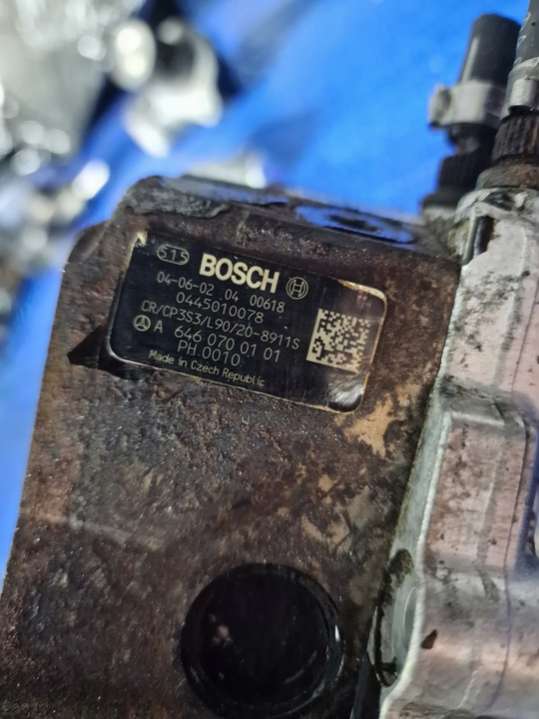 615 BOSCH
04-06-02 04 00618
0445010078
CR/CP3S3/L90/20-8911S
A 646 070 01 01
PH.0010
Made in Czech Republic